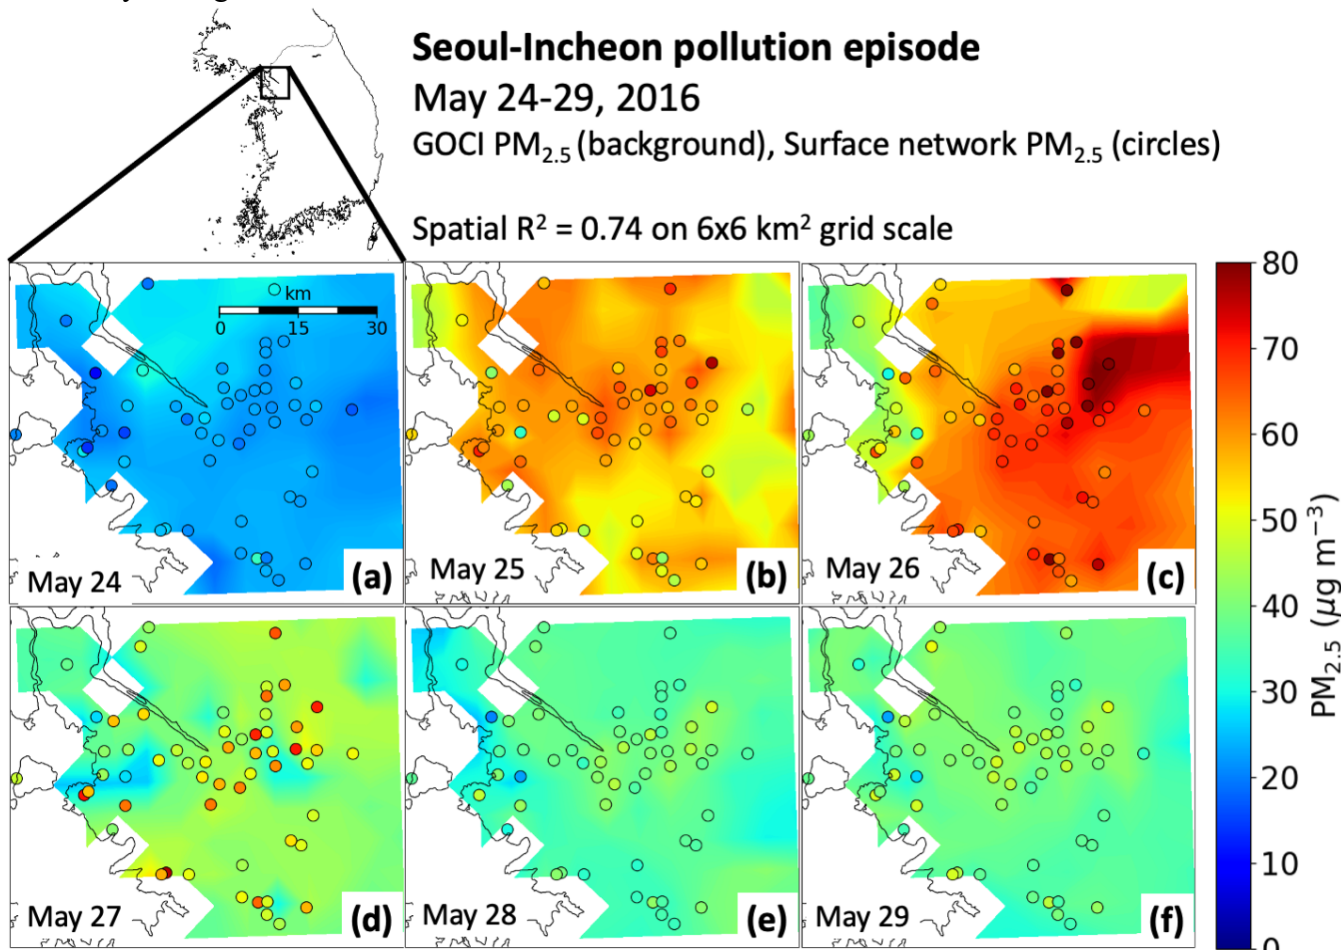 Seoul-Incheon pollution episode
May 24-29, 2016
GOCI PM2.5 (background), Surface network PM2.5 (circles)
Spatial R² = 0.74 on 6x6 km² grid scale
km
0 15 30
May 24 (a)
May 25 (b)
May 26 (c)
May 27 (d)
May 28 (e)
May 29 (f)
80
70
60
50
40
30
20
10
0
PM2.5 (μg m⁻³)